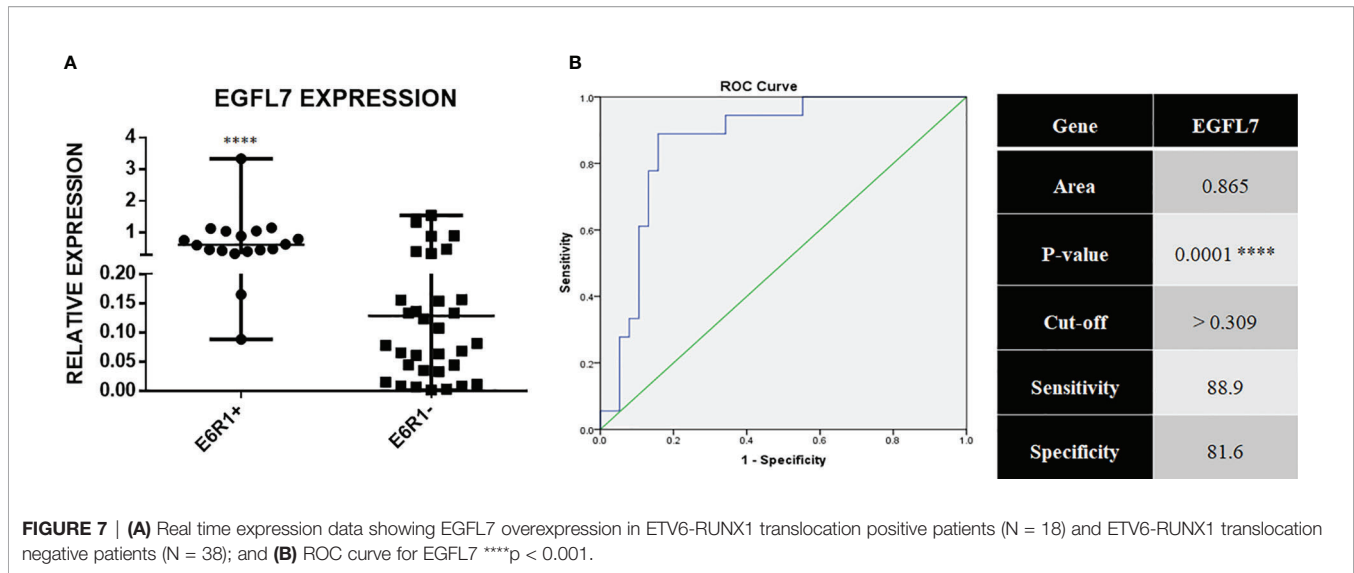 A
EGFL7 EXPRESSION
****
RELATIVE EXPRESSION
4
3
2
1
0.20
0.15
0.10
0.05
0.00
E6R1+
E6R1-
B
ROC Curve
Sensitivity
1.0
0.8
0.6
0.4
0.2
0.0
0.0 0.2 0.4 0.6 0.8 1.0
1 - Specificity
Gene EGFL7
Area 0.865
P-value 0.0001 ****
Cut-off > 0.309
Sensitivity 88.9
Specificity 81.6
FIGURE 7 | (A) Real time expression data showing EGFL7 overexpression in ETV6-RUNX1 translocation positive patients (N = 18) and ETV6-RUNX1 translocation
negative patients (N = 38); and (B) ROC curve for EGFL7 ****p < 0.001.